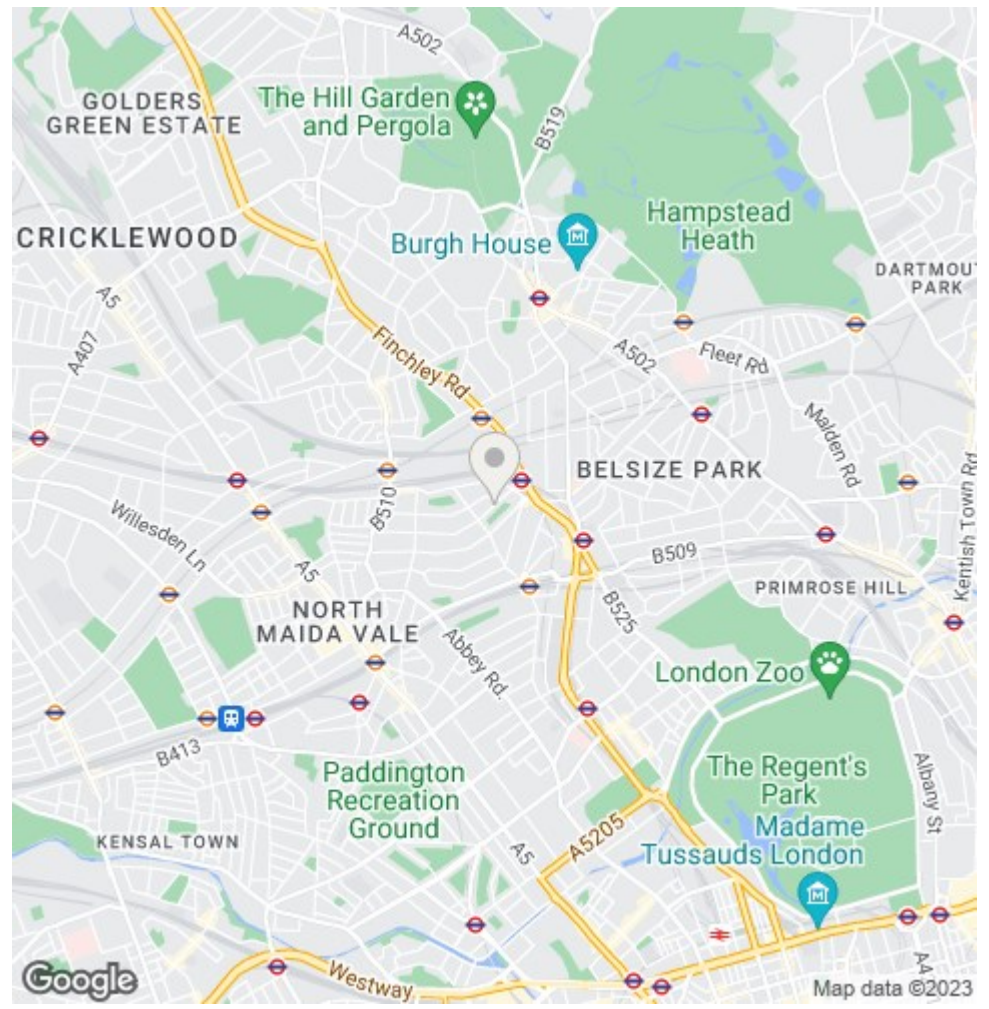 A502
GOLDERS
GREEN ESTATE
The Hill Garden
and Pergola
B519
Hampstead
Heath
CRICKLEWOOD
Burgh House
DARTMOU
PARK
A5
A407
Finchley Rd
A502
Fleet Rd
Malden Rd
BELSIZE PARK
B510
Willesden Ln
Kentish Town Rd
B509
A5
PRIMROSE HILL
NORTH
MAIDA VALE
B525
Abbey Rd.
London Zoo
B413
Paddington
Recreation
Ground
The Regent's
Park
Albany St
Madame
Tussauds London
KENSAL TOWN
A5
A5205
Westway
A4
Google
Map data ©2023